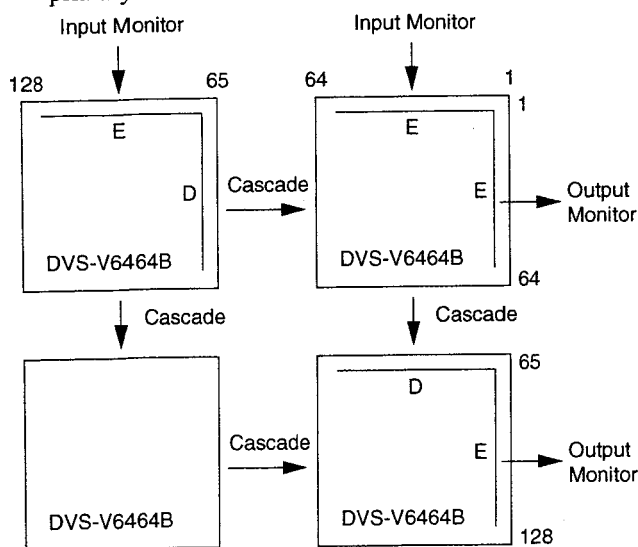 Input Monitor
Input Monitor
128
65
64
1
1
E
E
D
Cascade
E
Output
Monitor
DVS-V6464B
DVS-V6464B
64
Cascade
Cascade
65
D
Cascade
E
Output
Monitor
DVS-V6464B
DVS-V6464B
128